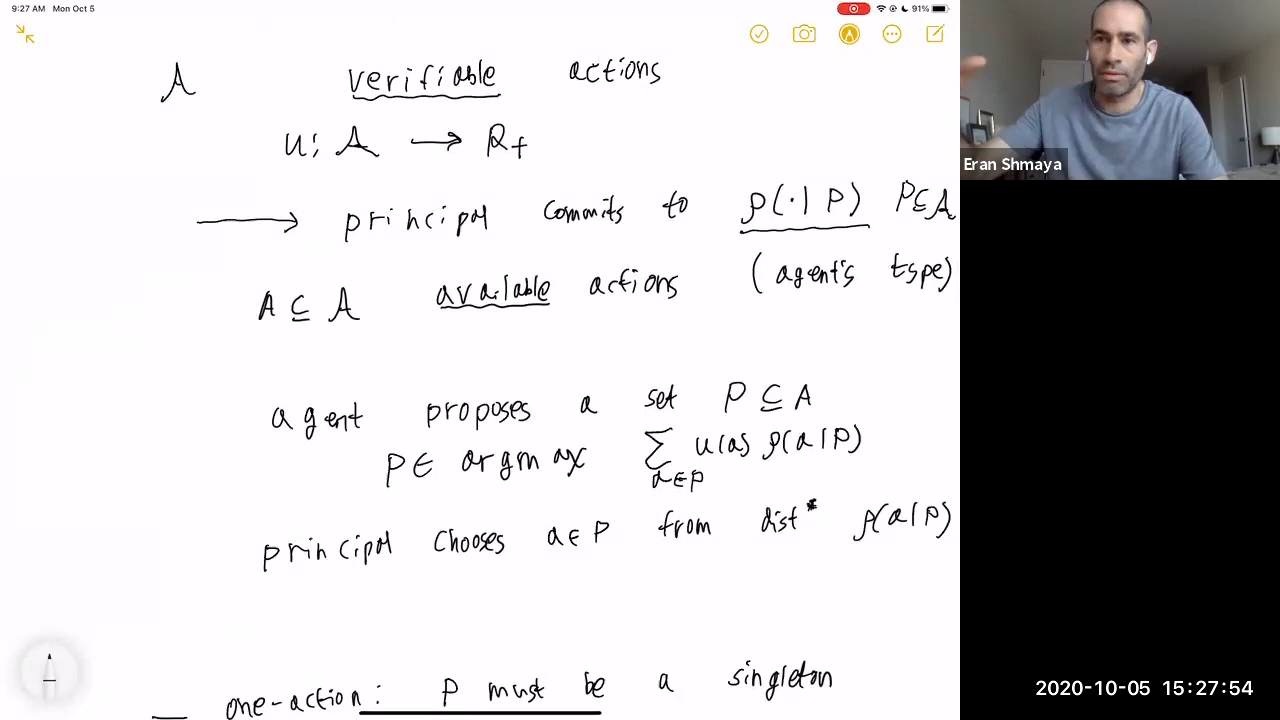 9:27 AM Mon Oct 5
91%
𝒜 verifiable actions
u: 𝒜 → R+
→ principal commits to ρ(·|P) P⊆𝒜
A ⊆ 𝒜 available actions (agent's type)
agent proposes a set P ⊆ A
P∈ argmax ∑ u(a) ρ(a|P)
a∈P
principal chooses a∈P from dist ρ(a|P)
one-action: P must be a singleton
Eran Shmaya
2020-10-05 15:27:54